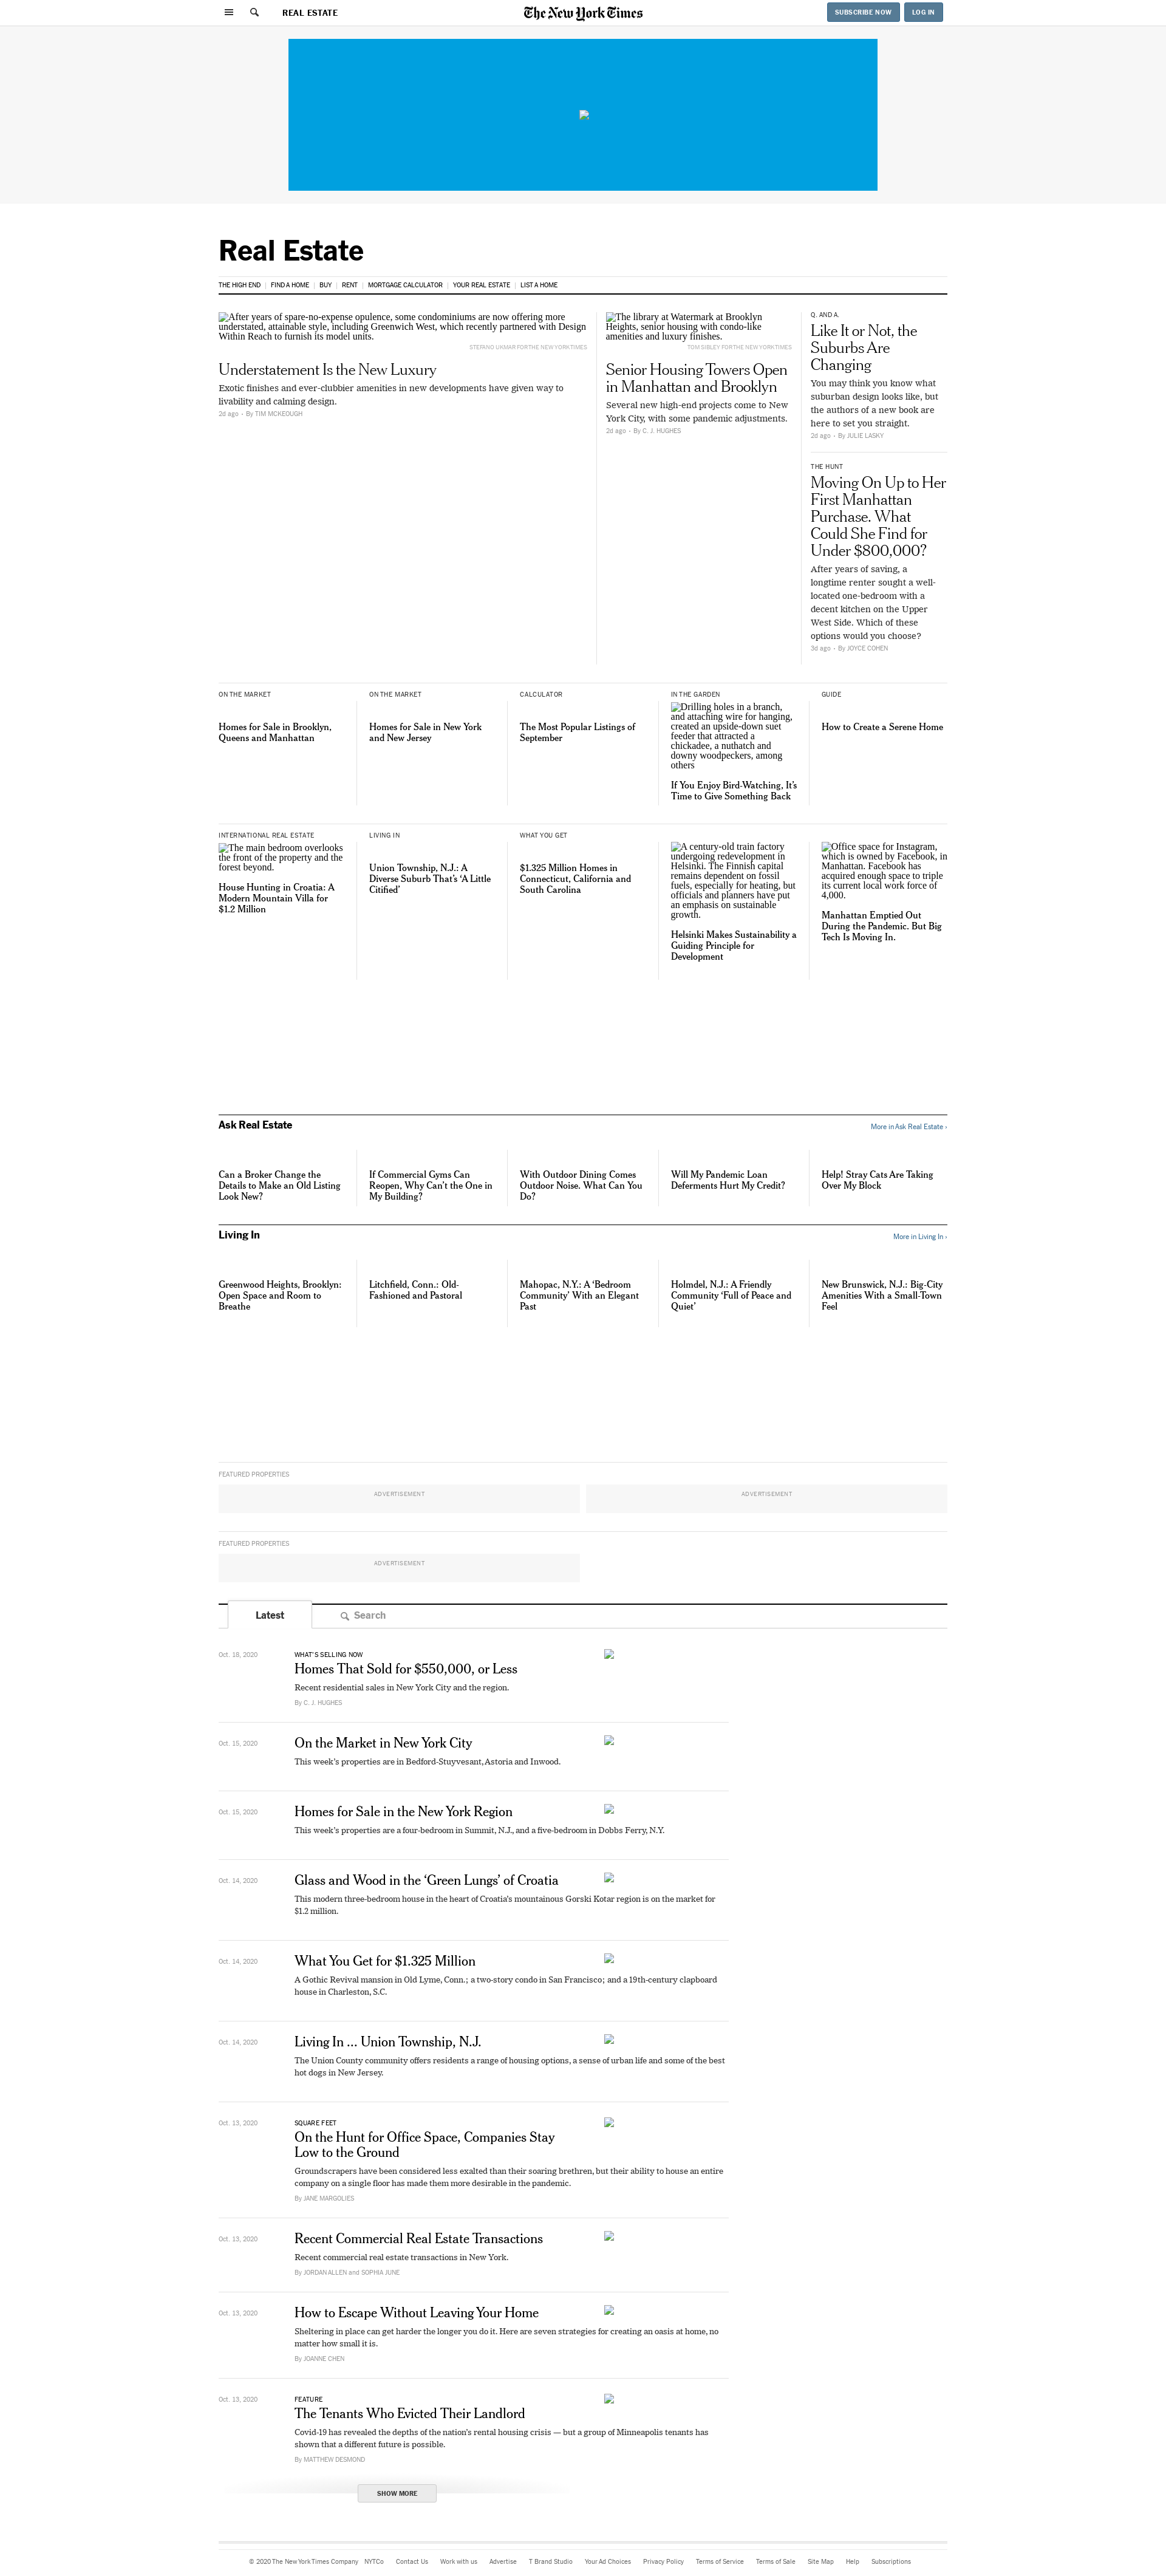 REAL ESTATE
The New York Times
SUBSCRIBE NOW
LOG IN
Real Estate
THE HIGH END | FIND A HOME | BUY | RENT | MORTGAGE CALCULATOR | YOUR REAL ESTATE | LIST A HOME
After years of spare-no-expense opulence, some condominiums are now offering more
understated, attainable style, including Greenwich West, which recently partnered with Design
Within Reach to furnish its model units.
STEFANO UKMAR FOR THE NEW YORK TIMES
Understatement Is the New Luxury
Exotic finishes and ever-clubbier amenities in new developments have given way to
livability and calming design.
2d ago · By TIM MCKEOUGH
The library at Watermark at Brooklyn
Heights, senior housing with condo-like
amenities and luxury finishes.
TOM SIBLEY FOR THE NEW YORK TIMES
Senior Housing Towers Open
in Manhattan and Brooklyn
Several new high-end projects come to New
York City, with some pandemic adjustments.
2d ago · By C. J. HUGHES
Q. AND A.
Like It or Not, the
Suburbs Are
Changing
You may think you know what
suburban design looks like, but
the authors of a new book are
here to set you straight.
2d ago · By JULIE LASKY
THE HUNT
Moving On Up to Her
First Manhattan
Purchase. What
Could She Find for
Under $800,000?
After years of saving, a
longtime renter sought a well-
located one-bedroom with a
decent kitchen on the Upper
West Side. Which of these
options would you choose?
3d ago · By JOYCE COHEN
ON THE MARKET
Homes for Sale in Brooklyn,
Queens and Manhattan
ON THE MARKET
Homes for Sale in New York
and New Jersey
CALCULATOR
The Most Popular Listings of
September
IN THE GARDEN
Drilling holes in a branch,
and attaching wire for hanging,
created an upside-down suet
feeder that attracted a
chickadee, a nuthatch and
downy woodpeckers, among
others
If You Enjoy Bird-Watching, It's
Time to Give Something Back
GUIDE
How to Create a Serene Home
INTERNATIONAL REAL ESTATE
The main bedroom overlooks
the front of the property and the
forest beyond.
House Hunting in Croatia: A
Modern Mountain Villa for
$1.2 Million
LIVING IN
Union Township, N.J.: A
Diverse Suburb That's 'A Little
Citified'
WHAT YOU GET
$1.325 Million Homes in
Connecticut, California and
South Carolina
A century-old train factory
undergoing redevelopment in
Helsinki. The Finnish capital
remains dependent on fossil
fuels, especially for heating, but
officials and planners have put
an emphasis on sustainable
growth.
Helsinki Makes Sustainability a
Guiding Principle for
Development
Office space for Instagram,
which is owned by Facebook, in
Manhattan. Facebook has
acquired enough space to triple
its current local work force of
4,000.
Manhattan Emptied Out
During the Pandemic. But Big
Tech Is Moving In.
Ask Real Estate
More in Ask Real Estate ›
Can a Broker Change the
Details to Make an Old Listing
Look New?
If Commercial Gyms Can
Reopen, Why Can't the One in
My Building?
With Outdoor Dining Comes
Outdoor Noise. What Can You
Do?
Will My Pandemic Loan
Deferments Hurt My Credit?
Help! Stray Cats Are Taking
Over My Block
Living In
More in Living In ›
Greenwood Heights, Brooklyn:
Open Space and Room to
Breathe
Litchfield, Conn.: Old-
Fashioned and Pastoral
Mahopac, N.Y.: A 'Bedroom
Community' With an Elegant
Past
Holmdel, N.J.: A Friendly
Community 'Full of Peace and
Quiet'
New Brunswick, N.J.: Big-City
Amenities With a Small-Town
Feel
FEATURED PROPERTIES
ADVERTISEMENT
ADVERTISEMENT
FEATURED PROPERTIES
ADVERTISEMENT
Latest
Search
Oct. 18, 2020
WHAT'S SELLING NOW
Homes That Sold for $550,000, or Less
Recent residential sales in New York City and the region.
By C. J. HUGHES
Oct. 15, 2020
On the Market in New York City
This week's properties are in Bedford-Stuyvesant, Astoria and Inwood.
Oct. 15, 2020
Homes for Sale in the New York Region
This week's properties are a four-bedroom in Summit, N.J., and a five-bedroom in Dobbs Ferry, N.Y.
Oct. 14, 2020
Glass and Wood in the 'Green Lungs' of Croatia
This modern three-bedroom house in the heart of Croatia's mountainous Gorski Kotar region is on the market for
$1.2 million.
Oct. 14, 2020
What You Get for $1.325 Million
A Gothic Revival mansion in Old Lyme, Conn.; a two-story condo in San Francisco; and a 19th-century clapboard
house in Charleston, S.C.
Oct. 14, 2020
Living In ... Union Township, N.J.
The Union County community offers residents a range of housing options, a sense of urban life and some of the best
hot dogs in New Jersey.
Oct. 13, 2020
SQUARE FEET
On the Hunt for Office Space, Companies Stay
Low to the Ground
Groundscrapers have been considered less exalted than their soaring brethren, but their ability to house an entire
company on a single floor has made them more desirable in the pandemic.
By JANE MARGOLIES
Oct. 13, 2020
Recent Commercial Real Estate Transactions
Recent commercial real estate transactions in New York.
By JORDAN ALLEN and SOPHIA JUNE
Oct. 13, 2020
How to Escape Without Leaving Your Home
Sheltering in place can get harder the longer you do it. Here are seven strategies for creating an oasis at home, no
matter how small it is.
By JOANNE CHEN
Oct. 13, 2020
FEATURE
The Tenants Who Evicted Their Landlord
Covid-19 has revealed the depths of the nation's rental housing crisis — but a group of Minneapolis tenants has
shown that a different future is possible.
By MATTHEW DESMOND
SHOW MORE
© 2020 The New York Times Company NYTCo Contact Us Work with us Advertise T Brand Studio Your Ad Choices Privacy Policy Terms of Service Terms of Sale Site Map Help Subscriptions